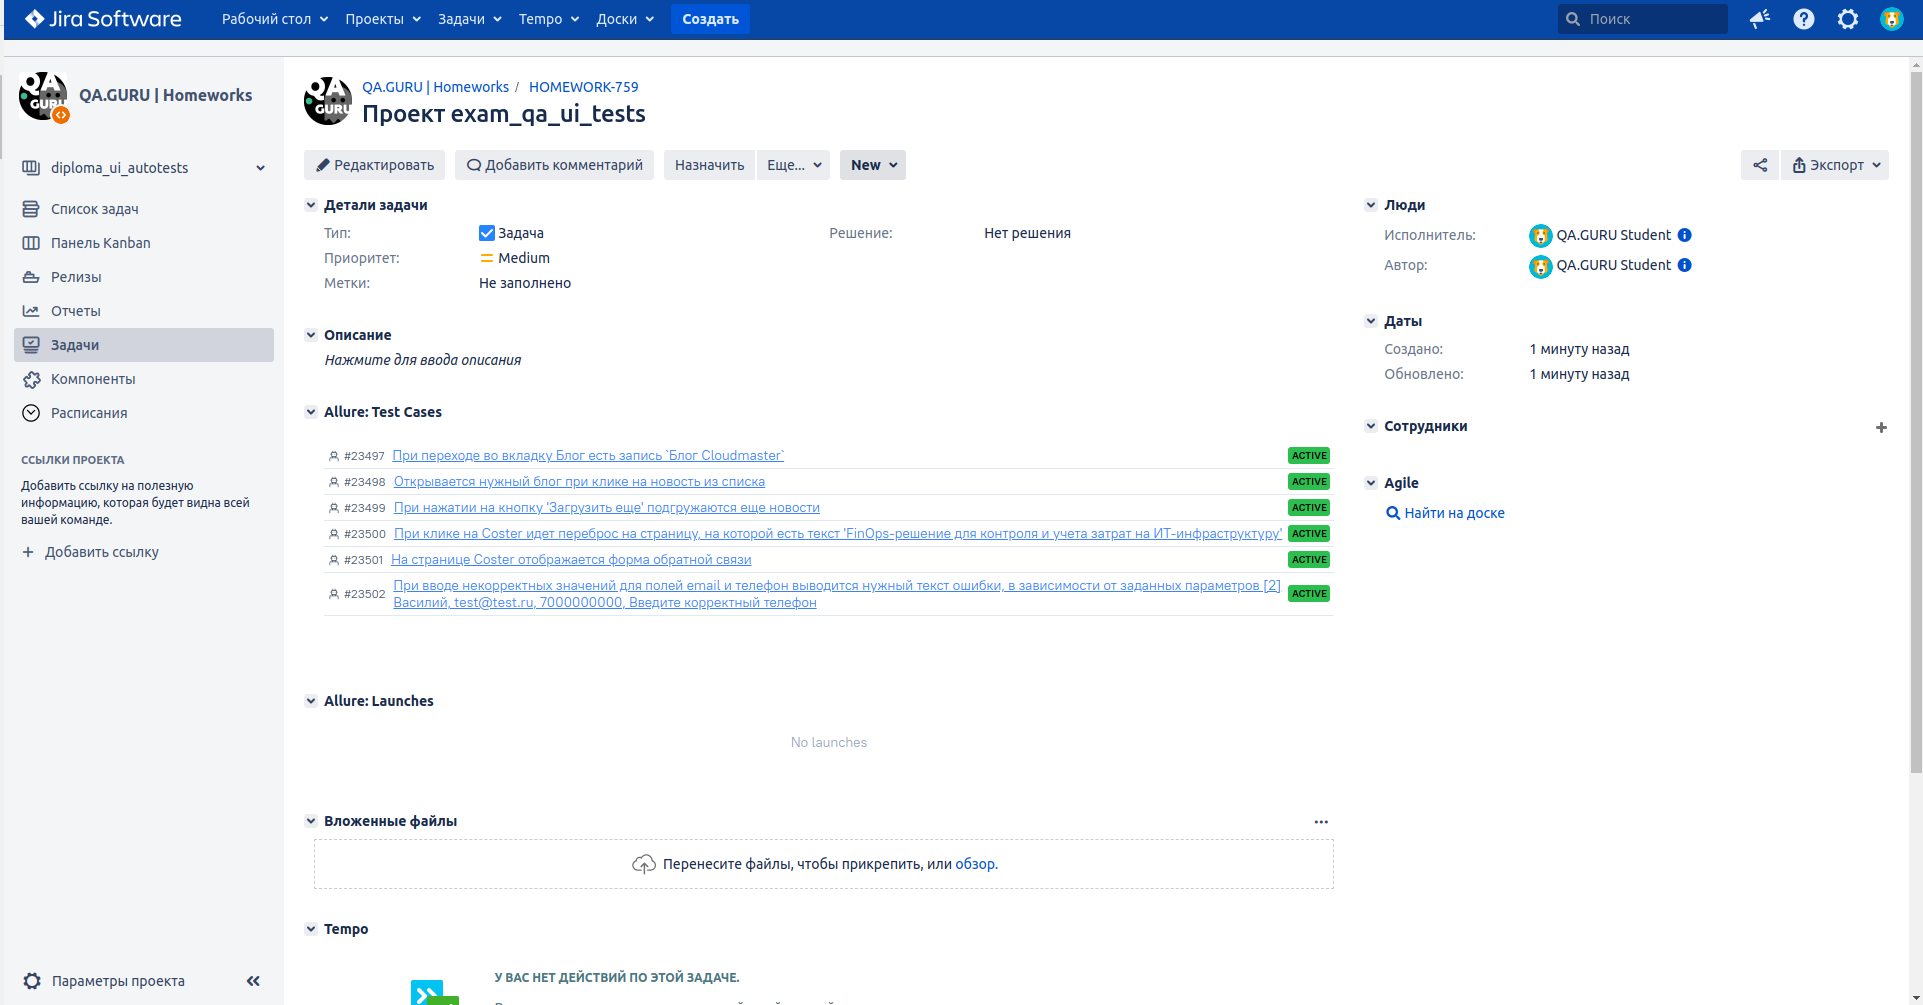 Jira Software
Рабочий стол
Проекты
Задачи
Tempo
Доски
Создать
Поиск
QA.GURU | Homeworks
diploma_ui_autotests
Список задач
Панель Kanban
Релизы
Отчеты
Задачи
Компоненты
Расписания
ССЫЛКИ ПРОЕКТА
Добавить ссылку на полезную
информацию, которая будет видна всей
вашей команде.
+ Добавить ссылку
Параметры проекта
QA
GURU
QA.GURU | Homeworks / HOMEWORK-759
Проект exam_qa_ui_tests
Редактировать
Добавить комментарий
Назначить
Еще...
New
Экспорт
Детали задачи
Тип: Задача
Решение: Нет решения
Приоритет: Medium
Метки: Не заполнено
Описание
Нажмите для ввода описания
Allure: Test Cases
#23497 При переходе во вкладку Блог есть запись `Блог Cloudmaster` ACTIVE
#23498 Открывается нужный блог при клике на новость из списка ACTIVE
#23499 При нажатии на кнопку 'Загрузить еще' подгружаются еще новости ACTIVE
#23500 При клике на Coster идет переброс на страницу, на которой есть текст 'FinOps-решение для контроля и учета затрат на ИТ-инфраструктуру' ACTIVE
#23501 На странице Coster отображается форма обратной связи ACTIVE
#23502 При вводе некорректных значений для полей email и телефон выводится нужный текст ошибки, в зависимости от заданных параметров [2] ACTIVE
Василий, test@test.ru, 7000000000, Введите корректный телефон
Allure: Launches
No launches
Вложенные файлы
Перенесите файлы, чтобы прикрепить, или обзор.
Tempo
У ВАС НЕТ ДЕЙСТВИЙ ПО ЭТОЙ ЗАДАЧЕ.
Люди
Исполнитель: QA.GURU Student
Автор: QA.GURU Student
Даты
Создано: 1 минуту назад
Обновлено: 1 минуту назад
Сотрудники
Agile
Найти на доске